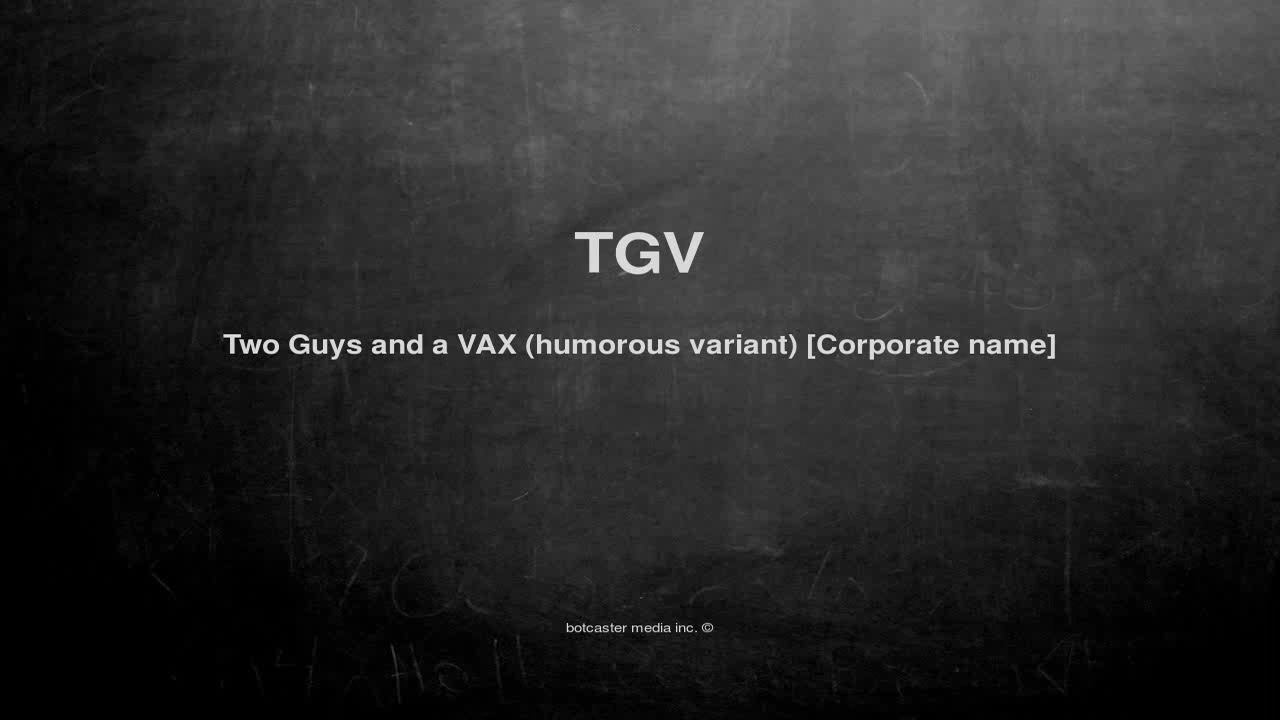 TGV
Two Guys and a VAX (humorous variant) [Corporate name]
botcaster media inc. ©